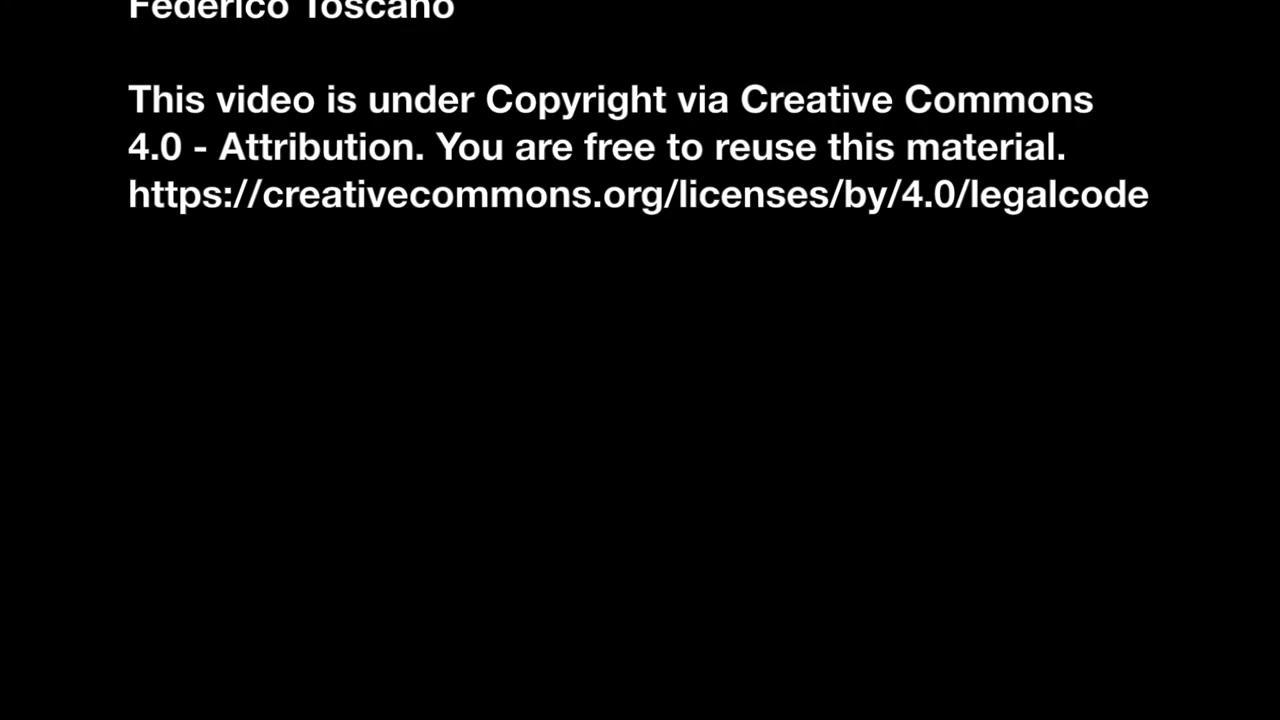 Federico Toscano
This video is under Copyright via Creative Commons
4.0 - Attribution. You are free to reuse this material.
https://creativecommons.org/licenses/by/4.0/legalcode